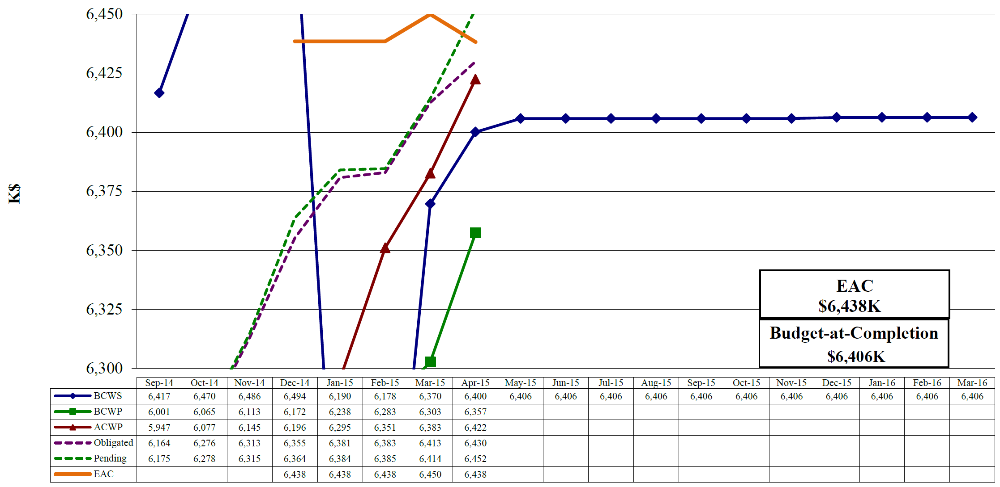 6,450
6,425
6,400
6,375
6,350
6,325
6,300
K$
EAC
$6,438K
Budget-at-Completion
$6,406K
Sep-14 Oct-14 Nov-14 Dec-14 Jan-15 Feb-15 Mar-15 Apr-15 May-15 Jun-15 Jul-15 Aug-15 Sep-15 Oct-15 Nov-15 Dec-15 Jan-16 Feb-16 Mar-16
BCWS 6,417 6,470 6,486 6,494 6,190 6,178 6,370 6,400 6,406 6,406 6,406 6,406 6,406 6,406 6,406 6,406 6,406 6,406 6,406
BCWP 6,001 6,065 6,113 6,172 6,238 6,283 6,303 6,357
ACWP 5,947 6,077 6,145 6,196 6,295 6,351 6,383 6,422
Obligated 6,164 6,276 6,313 6,355 6,381 6,383 6,413 6,430
Pending 6,175 6,278 6,315 6,364 6,384 6,385 6,414 6,452
EAC 6,438 6,438 6,438 6,450 6,438